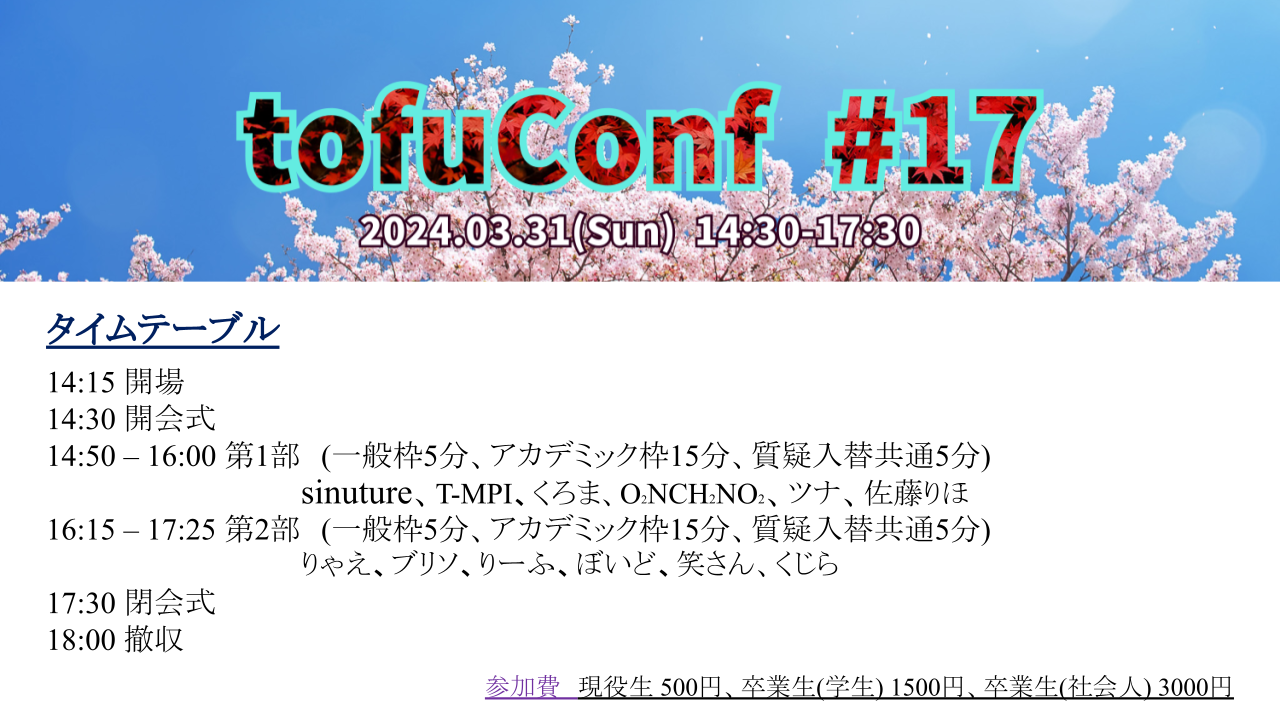 tofuConf #17
2024.03.31(Sun) 14:30-17:30
タイムテーブル
14:15 開場
14:30 開会式
14:50 – 16:00 第1部 (一般枠5分、アカデミック枠15分、質疑入替共通5分)
sinuture、T-MPI、くろま、O₂NCH₂NO₂、ツナ、佐藤りほ
16:15 – 17:25 第2部 (一般枠5分、アカデミック枠15分、質疑入替共通5分)
りゃえ、ブリソ、りーふ、ぼいど、笑さん、くじら
17:30 閉会式
18:00 撤収
参加費 現役生 500円、卒業生(学生) 1500円、卒業生(社会人) 3000円